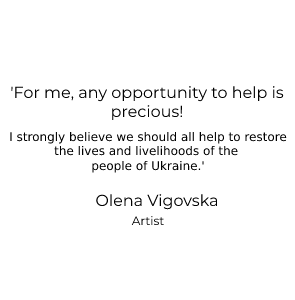 'For me, any opportunity to help is
precious!
I strongly believe we should all help to restore
the lives and livelihoods of the
people of Ukraine.'
Olena Vigovska
Artist